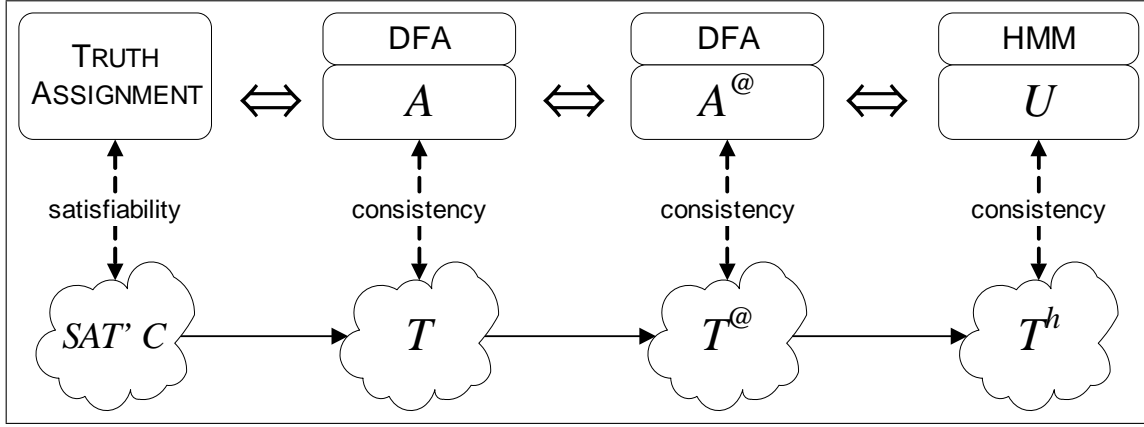 TRUTH ASSIGNMENT
DFA
A
DFA
A@
HMM
U
satisfiability
consistency
consistency
consistency
SAT’ C
T
T@
Th